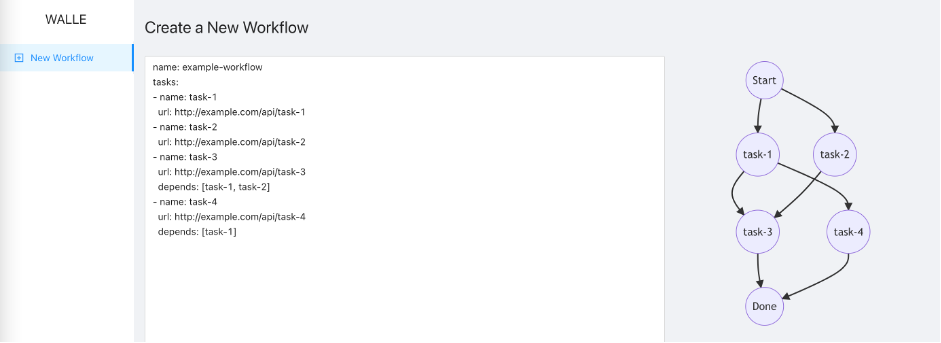 WALLE
New Workflow
Create a New Workflow
name: example-workflow
tasks:
- name: task-1
  url: http://example.com/api/task-1
- name: task-2
  url: http://example.com/api/task-2
- name: task-3
  url: http://example.com/api/task-3
  depends: [task-1, task-2]
- name: task-4
  url: http://example.com/api/task-4
  depends: [task-1]
Start
task-1
task-2
task-3
task-4
Done